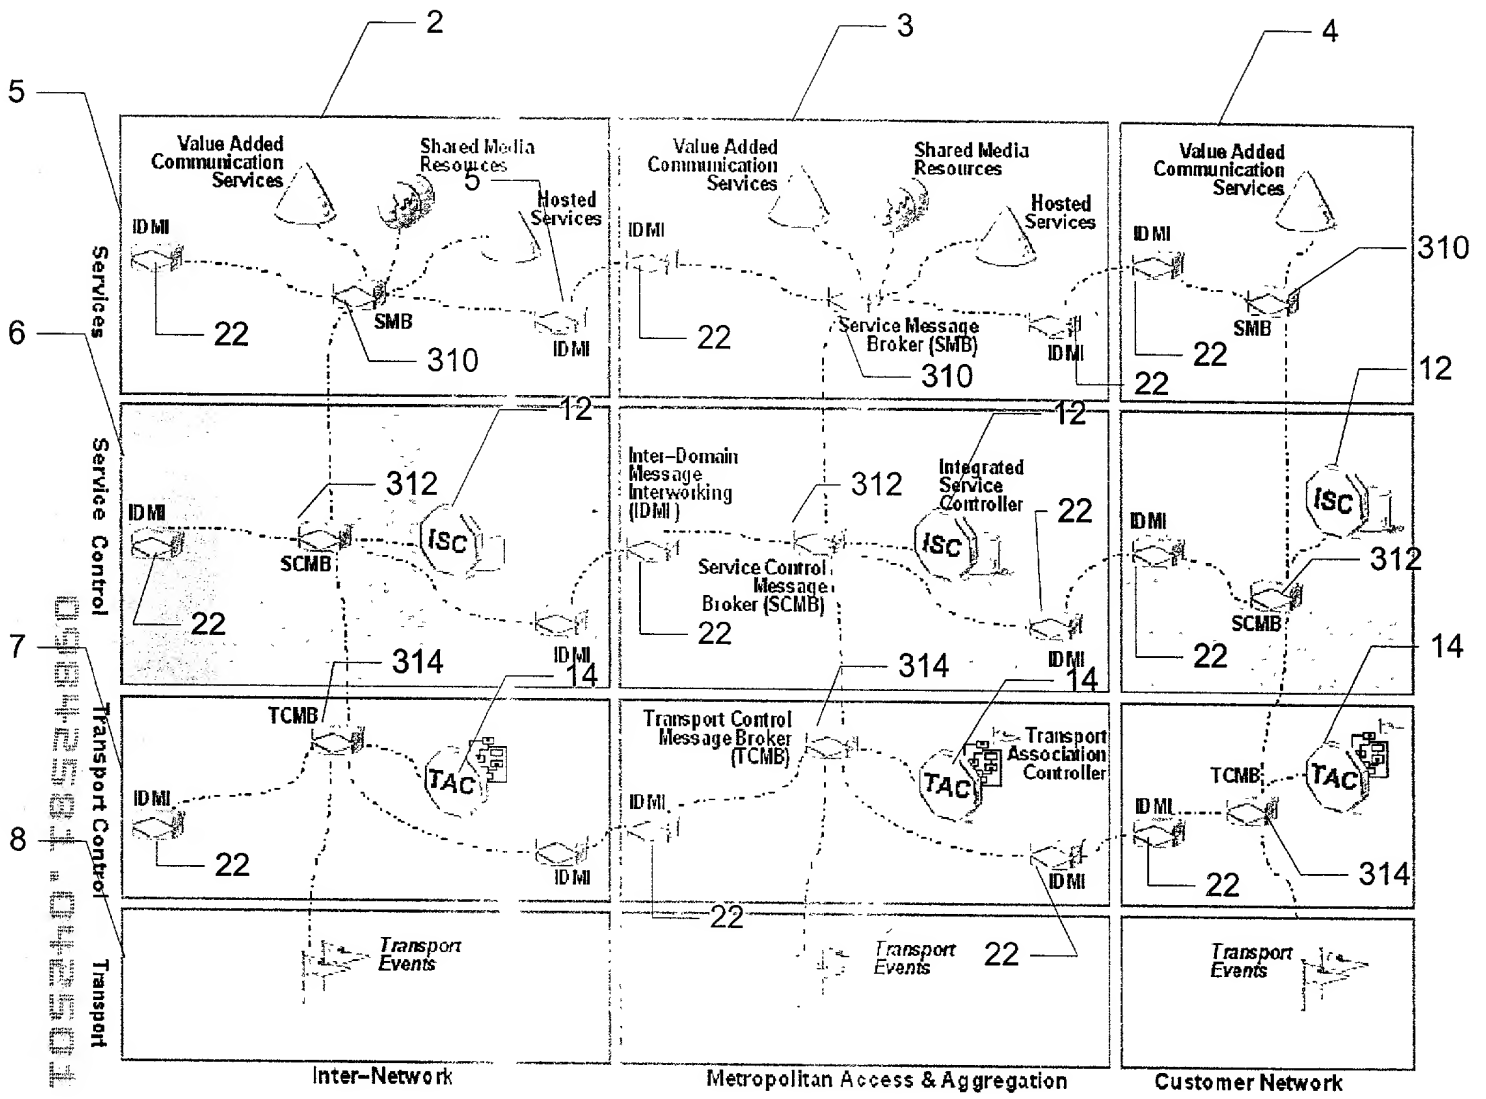 2
3
4
5
Value Added
Communication
Services
Shared Media
Resources
5
Hosted
Services
IDMI
22
SMB
310
IDMI
Value Added
Communication
Services
Shared Media
Resources
Hosted
Services
IDMI
22
Service Message
Broker (SMB)
310
IDMI
22
Value Added
Communication
Services
IDMI
22
SMB
310
Services
6
12
312
IDMI
SCMB
ISC
22
IDMI
12
Inter-Domain
Message
Interworking
(IDMI)
312
Integrated
Service
Controller
ISC
22
Service Control
Message
Broker (SCMB)
22
IDMI
12
ISC
IDMI
312
SCMB
22
Service Control
7
314
14
TCMB
TAC
IDMI
22
IDMI
314
14
Transport Control
Message Broker
(TCMB)
Transport
Association
Controller
TAC
IDMI
22
IDMI
22
14
TCMB
TAC
IDMI
22
314
Transport Control
8
Transport
Events
Transport
Events
Transport
Events
Transport
Inter-Network
Metropolitan Access & Aggregation
Customer Network
09842581.042501